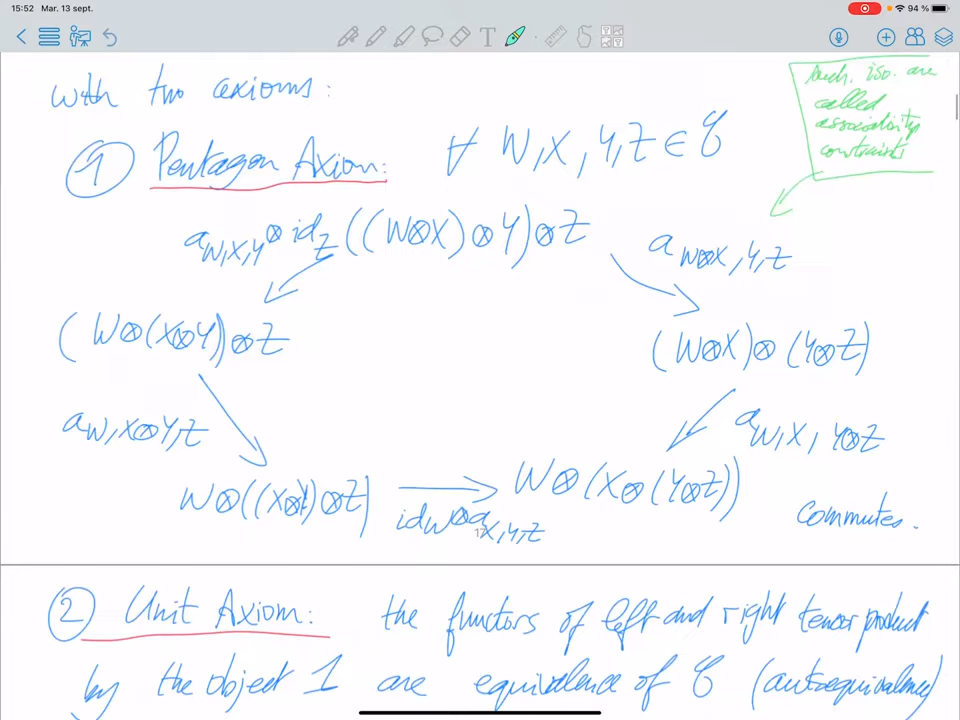 15:52 Mar. 13 sept.
94 %
with two axioms:
Such iso. are
called
associativity
constraints
① Pentagon Axiom: ∀ W,X,Y,Z ∈ 𝒞
a_{W,X,Y} ⊗ id_Z ((W⊗X)⊗Y)⊗Z a_{W⊗X,Y,Z}
(W⊗(X⊗Y))⊗Z (W⊗X)⊗(Y⊗Z)
a_{W,X⊗Y,Z} a_{W,X,Y⊗Z}
W⊗((X⊗Y)⊗Z) W⊗(X⊗(Y⊗Z))
id_W⊗a_{X,Y,Z} commutes.
② Unit Axiom: the functors of left and right tensor product
by the object 1 are equivalence of 𝒞 (autoequivalence)